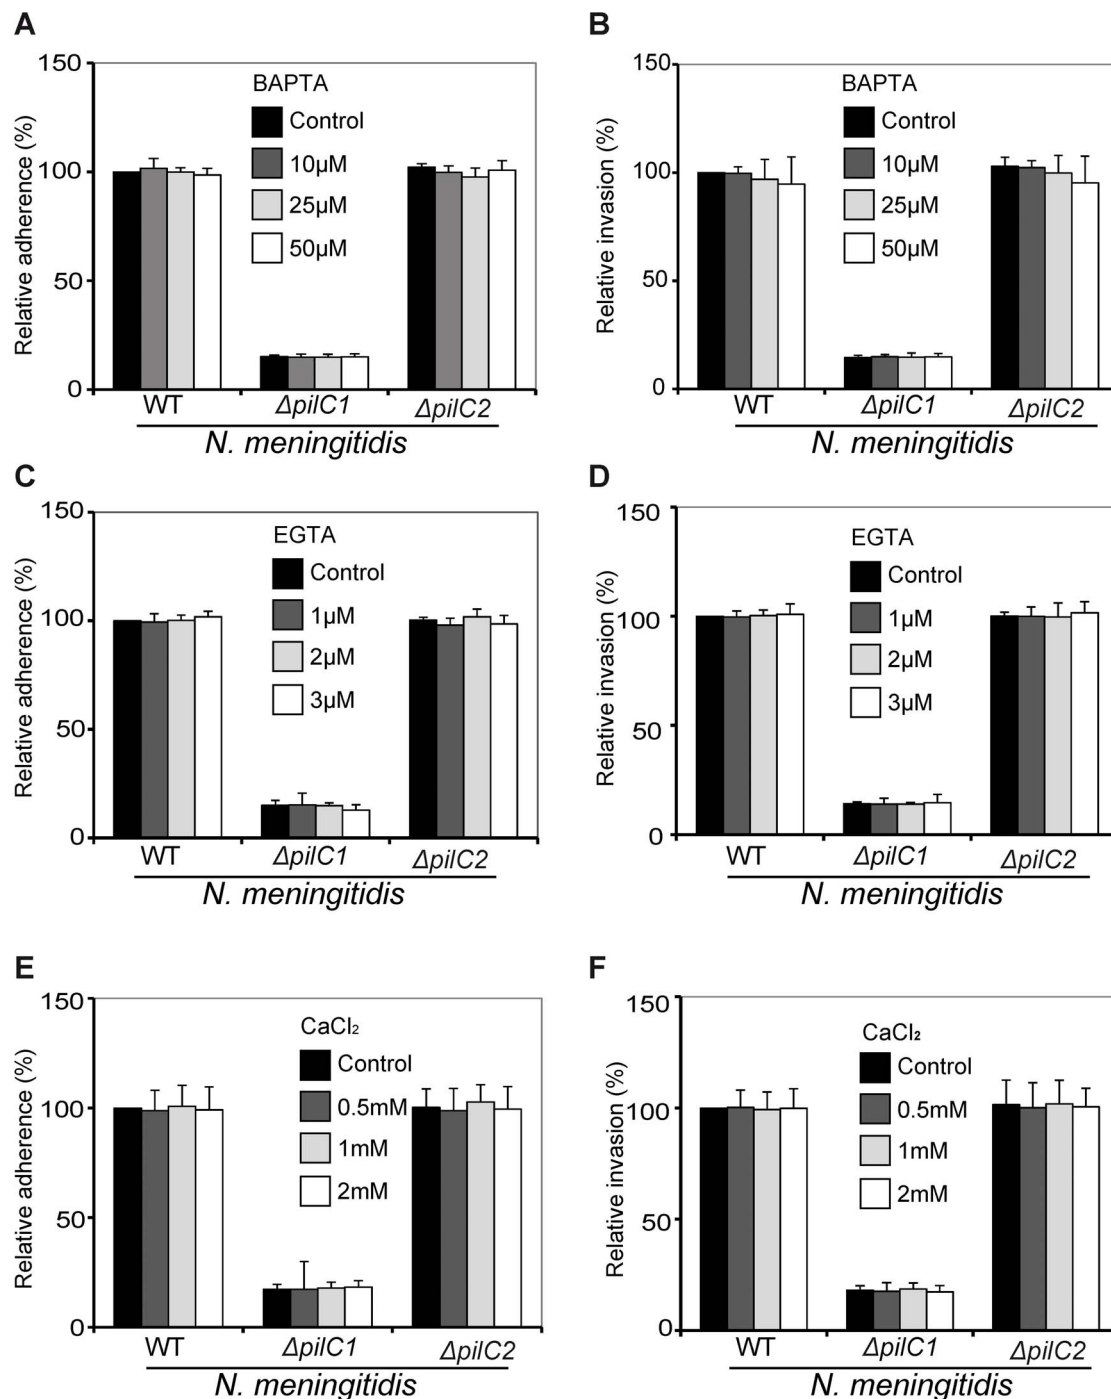 A
150
100
50
0
Relative adherence (%)
BAPTA
Control
10µM
25µM
50µM
WT
ΔpilC1
ΔpilC2
N. meningitidis
B
150
100
50
0
Relative invasion (%)
BAPTA
Control
10µM
25µM
50µM
WT
ΔpilC1
ΔpilC2
N. meningitidis
C
150
100
50
0
Relative adherence (%)
EGTA
Control
1µM
2µM
3µM
WT
ΔpilC1
ΔpilC2
N. meningitidis
D
150
100
50
0
Relative invasion (%)
EGTA
Control
1µM
2µM
3µM
WT
ΔpilC1
ΔpilC2
N. meningitidis
E
150
100
50
0
Relative adherence (%)
CaCl₂
Control
0.5mM
1mM
2mM
WT
ΔpilC1
ΔpilC2
N. meningitidis
F
150
100
50
0
Relative invasion (%)
CaCl₂
Control
0.5mM
1mM
2mM
WT
ΔpilC1
ΔpilC2
N. meningitidis